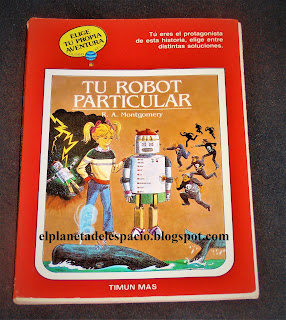 ELIGE
TU PROPIA
AVENTURA
Tú eres el protagonista
de esta historia, elige entre
distintas soluciones.
TU ROBOT
PARTICULAR
R. A. Montgomery
elplanetadelespacio.blogspot.com
TIMUN MAS